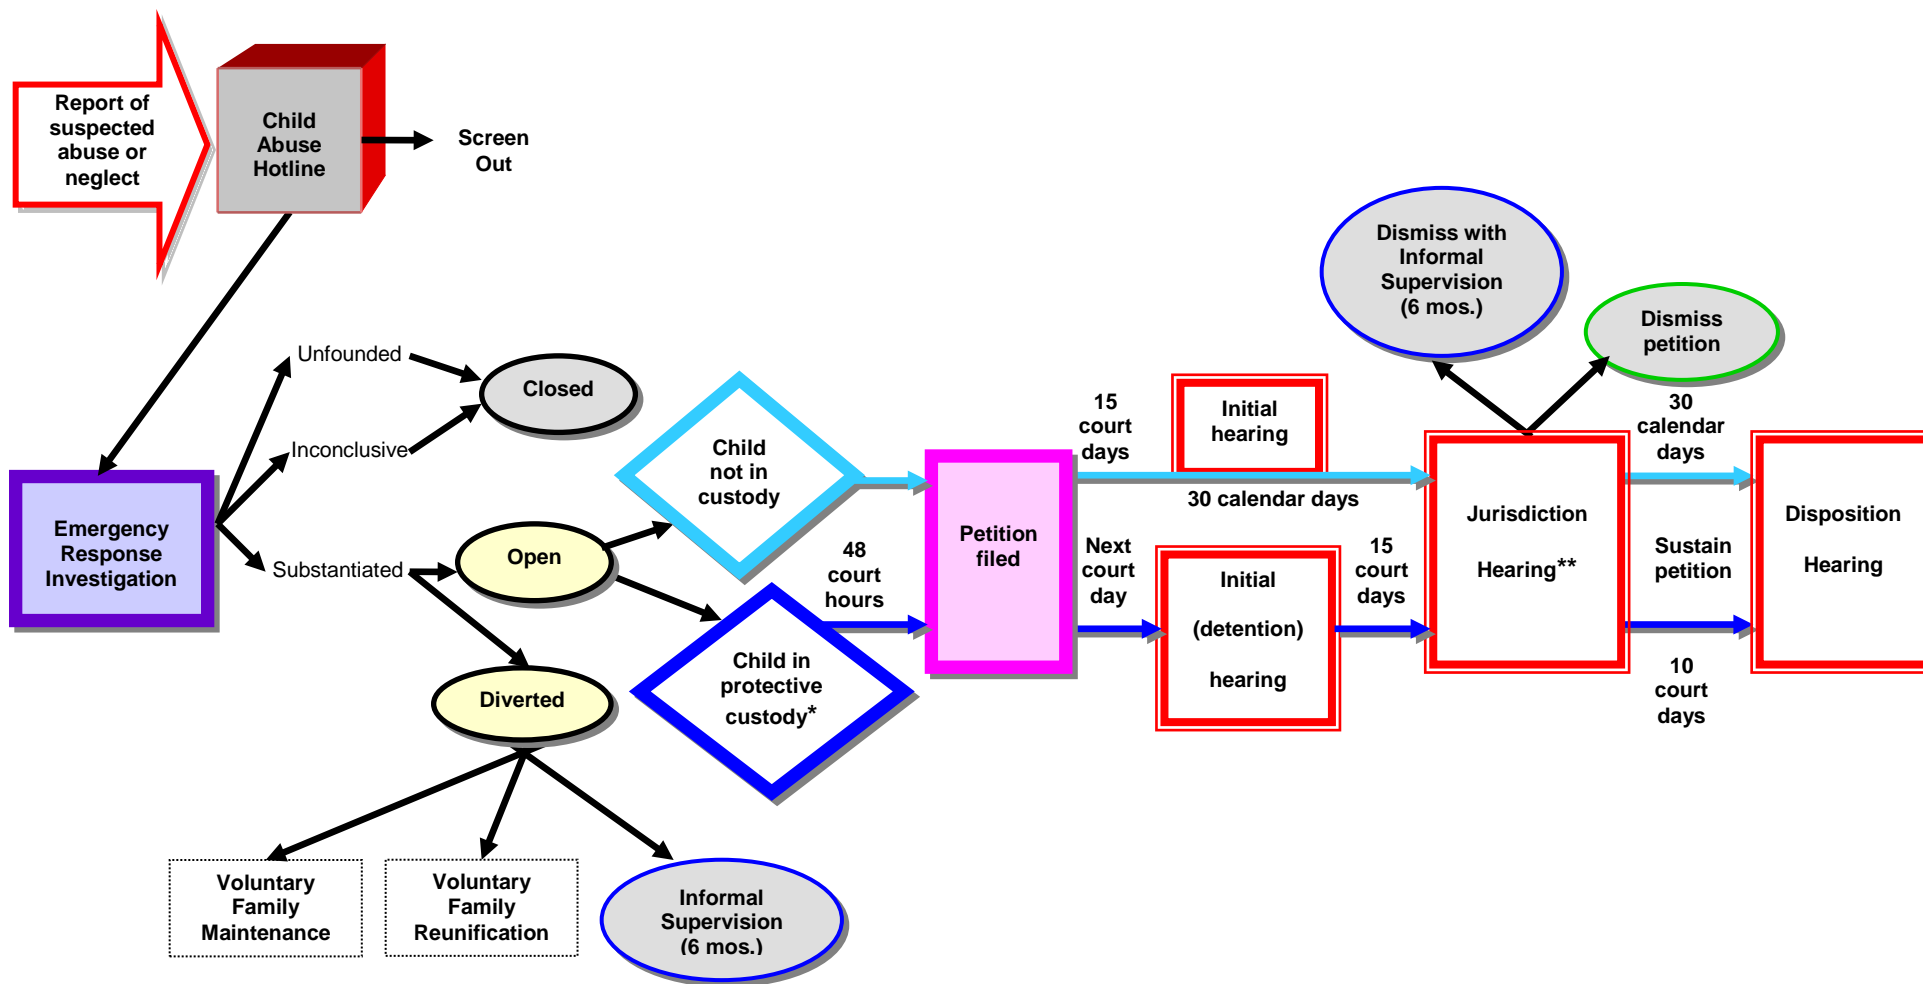 Report of
suspected
abuse or
neglect
Child
Abuse
Hotline
Screen
Out
Dismiss with
Informal
Supervision
(6 mos.)
Dismiss
petition
Unfounded
Closed
Inconclusive
Emergency
Response
Investigation
Substantiated
Open
Diverted
Child
not in
custody
Child in
protective
custody*
48
court
hours
Petition
filed
15
court
days
Initial
hearing
30 calendar days
Next
court
day
Initial
(detention)
hearing
15
court
days
Jurisdiction
Hearing**
30
calendar
days
Sustain
petition
10
court
days
Disposition
Hearing
Voluntary
Family
Maintenance
Voluntary
Family
Reunification
Informal
Supervision
(6 mos.)